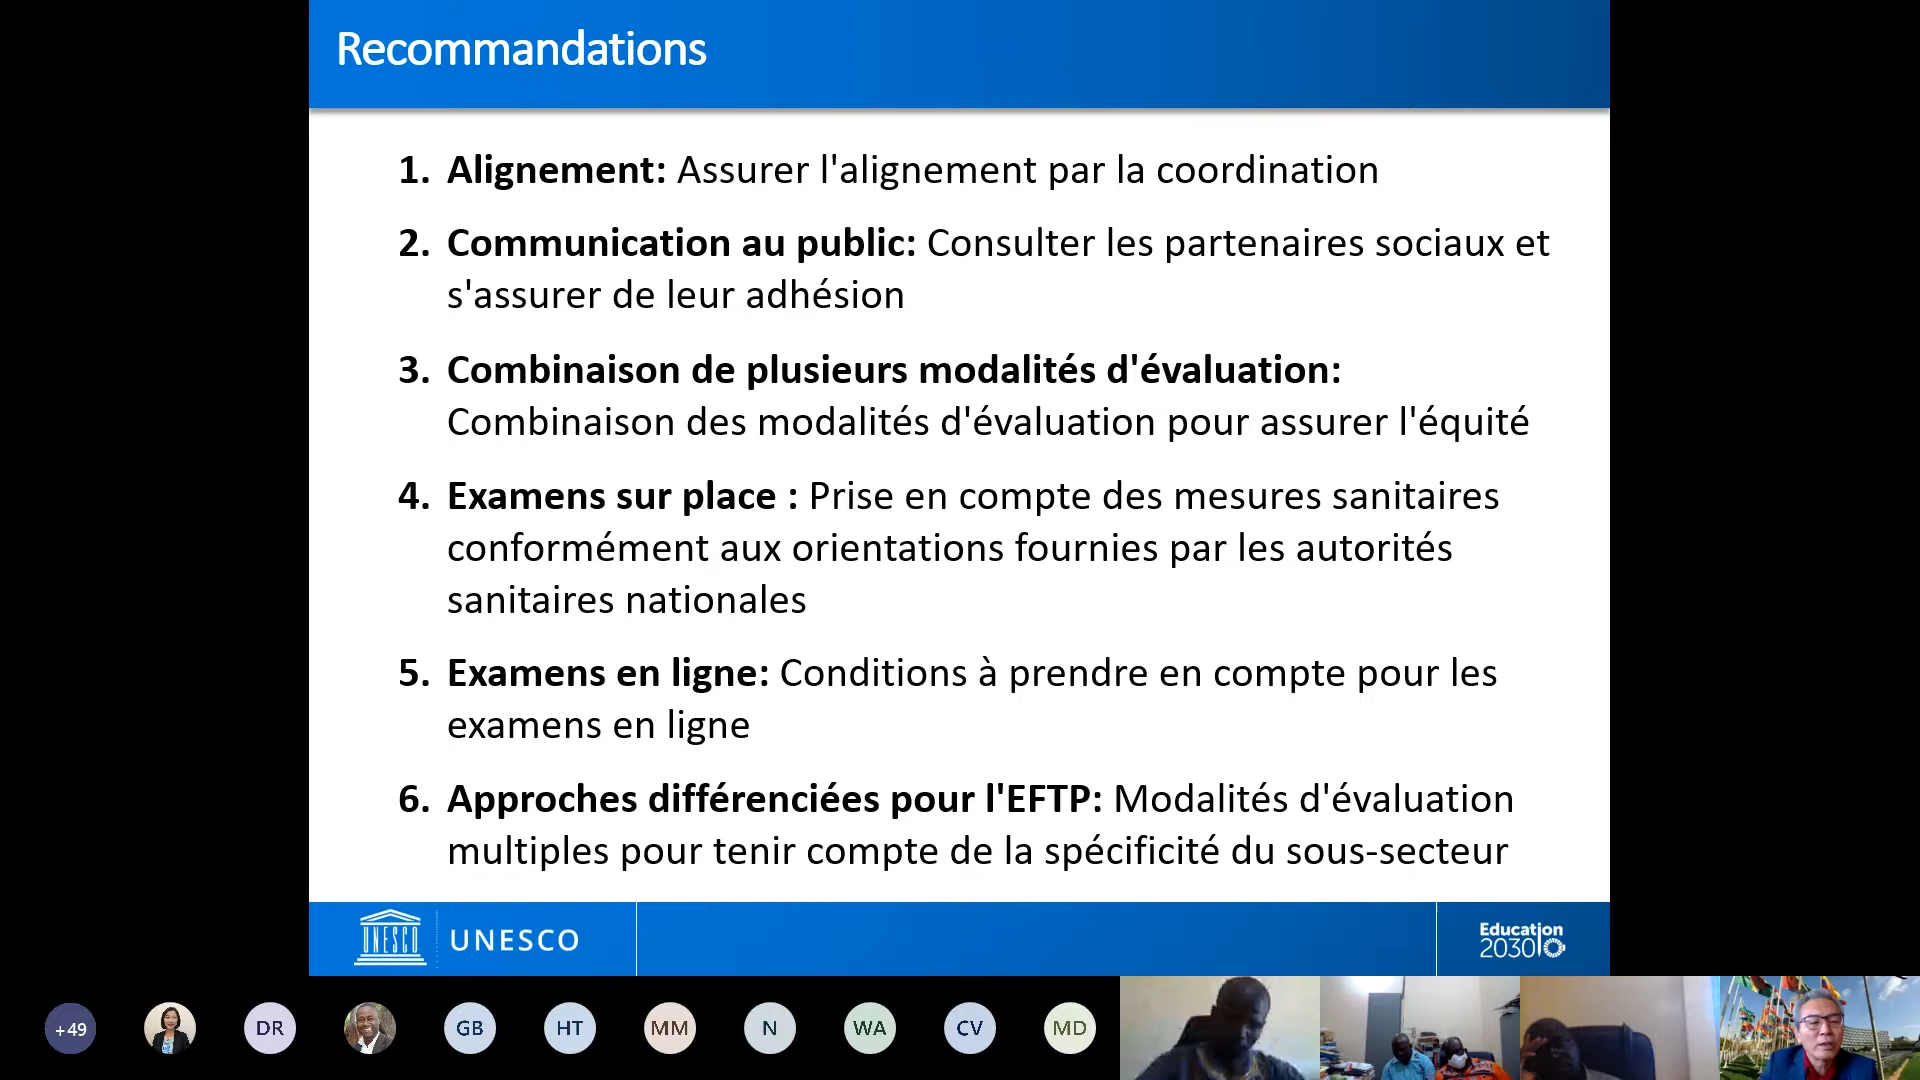 Recommandations
1. Alignement: Assurer l'alignement par la coordination
2. Communication au public: Consulter les partenaires sociaux et
s'assurer de leur adhésion
3. Combinaison de plusieurs modalités d'évaluation:
Combinaison des modalités d'évaluation pour assurer l'équité
4. Examens sur place : Prise en compte des mesures sanitaires
conformément aux orientations fournies par les autorités
sanitaires nationales
5. Examens en ligne: Conditions à prendre en compte pour les
examens en ligne
6. Approches différenciées pour l'EFTP: Modalités d'évaluation
multiples pour tenir compte de la spécificité du sous-secteur
UNESCO
UNESCO
Education
2030
+49
DR
GB
HT
MM
N
WA
CV
MD